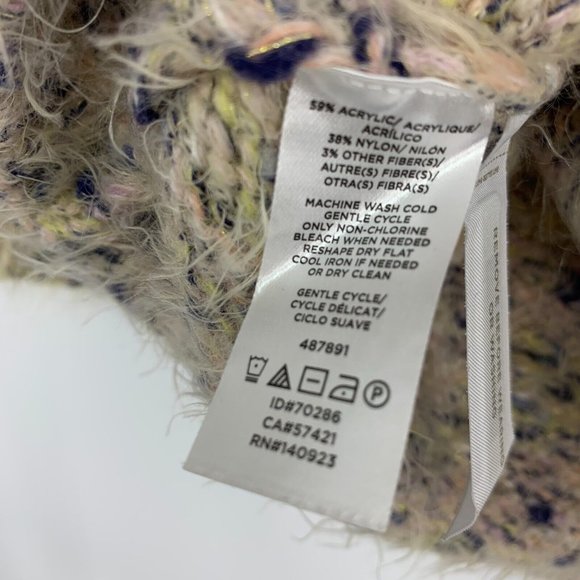 59% ACRYLIC/ ACRYLIQUE/
ACRÍLICO
38% NYLON/ NILÓN
3% OTHER FIBER(S)/
AUTRE(S) FIBRE(S)/
OTRA(S) FIBRA(S)
MACHINE WASH COLD
GENTLE CYCLE
ONLY NON-CHLORINE
BLEACH WHEN NEEDED
RESHAPE DRY FLAT
COOL IRON IF NEEDED
OR DRY CLEAN
GENTLE CYCLE/
CYCLE DÉLICAT/
CICLO SUAVE
487891
P
ID#70286
CA#57421
RN#140923
REMOVE BEFORE